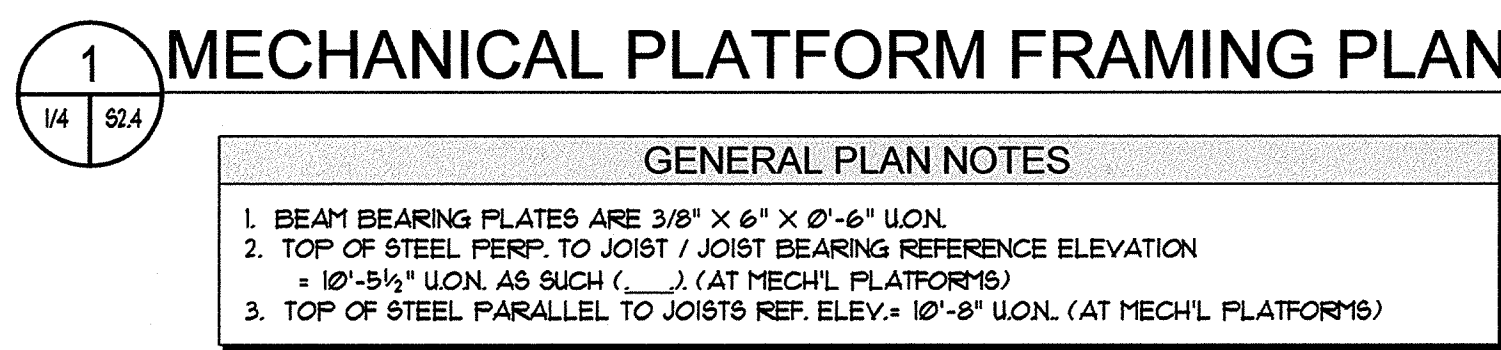 1
MECHANICAL PLATFORM FRAMING PLAN
1/4 S2.4
GENERAL PLAN NOTES
1. BEAM BEARING PLATES ARE 3/8" X 6" X 0'-6" U.O.N.
2. TOP OF STEEL PERP. TO JOIST / JOIST BEARING REFERENCE ELEVATION
= 10'-5½" U.O.N. AS SUCH (.___.). (AT MECH'L PLATFORMS)
3. TOP OF STEEL PARALLEL TO JOISTS REF. ELEV.= 10'-8" U.O.N.. (AT MECH'L PLATFORMS)